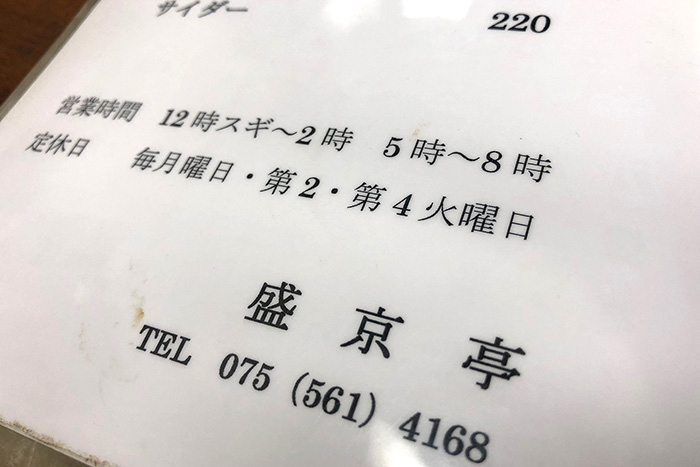 サイダー 220
営業時間 12時スギ～2時 5時～8時
定休日 毎月曜日・第2・第4火曜日
盛京亭
TEL 075 (561) 4168